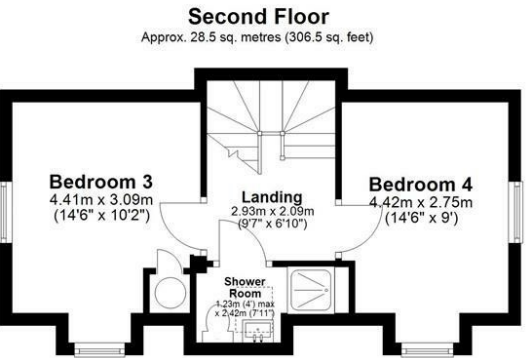 Second Floor
Approx. 28.5 sq. metres (306.5 sq. feet)
Bedroom 3
4.41m x 3.09m
(14'6" x 10'2")
Landing
2.93m x 2.09m
(9'7" x 6'10")
Bedroom 4
4.42m x 2.75m
(14'6" x 9')
Shower
Room
1.23m (4') max
x 2.42m (7'11")